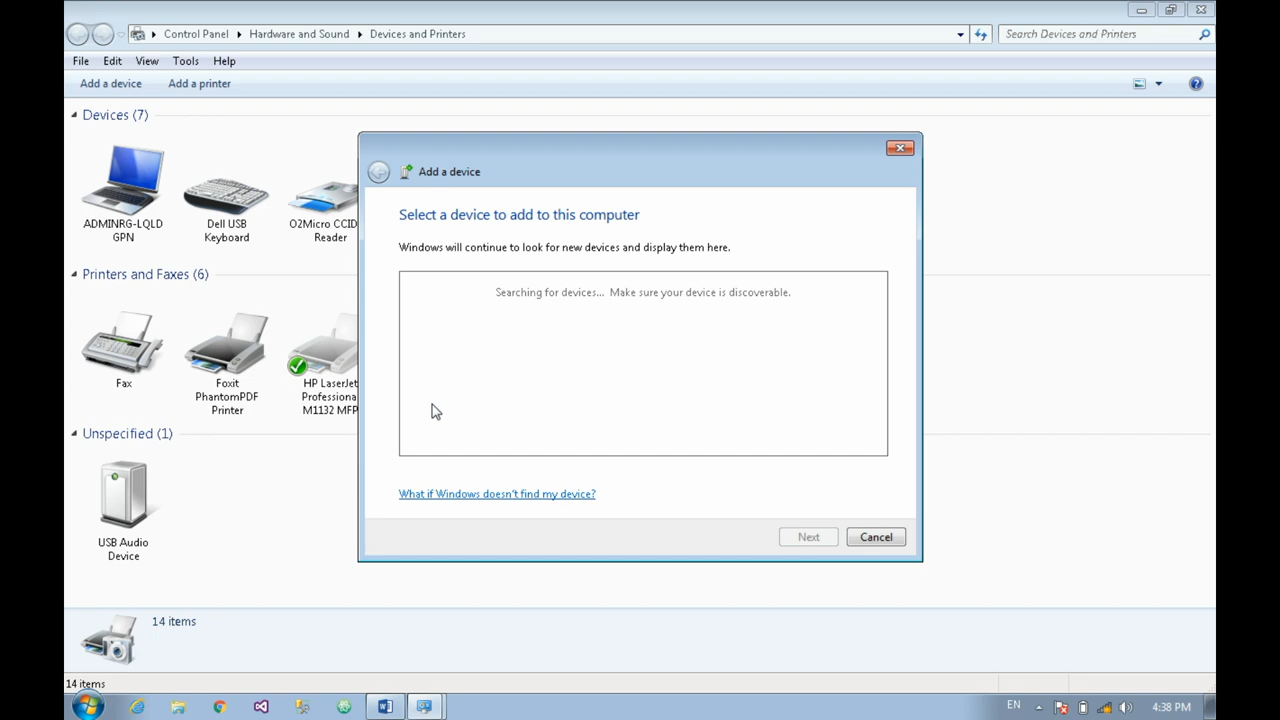 Control Panel Hardware and Sound Devices and Printers
Search Devices and Printers
File Edit View Tools Help
Add a device Add a printer
Devices (7)
ADMINRG-LQLD
GPN
Dell USB
Keyboard
O2Micro CCID
Reader
Printers and Faxes (6)
Fax
Foxit
PhantomPDF
Printer
HP LaserJet
Professiona
M1132 MFP
Unspecified (1)
USB Audio
Device
Add a device
Select a device to add to this computer
Windows will continue to look for new devices and display them here.
Searching for devices... Make sure your device is discoverable.
What if Windows doesn't find my device?
Next Cancel
14 items
14 items
EN 4:38 PM